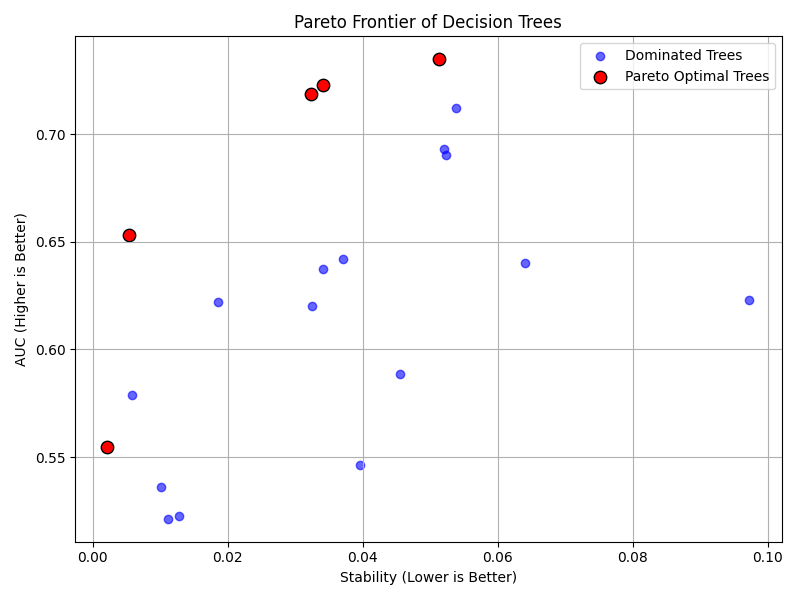 Pareto Frontier of Decision Trees
Dominated Trees
Pareto Optimal Trees
AUC (Higher is Better)
0.70
0.65
0.60
0.55
0.00 0.02 0.04 0.06 0.08 0.10
Stability (Lower is Better)